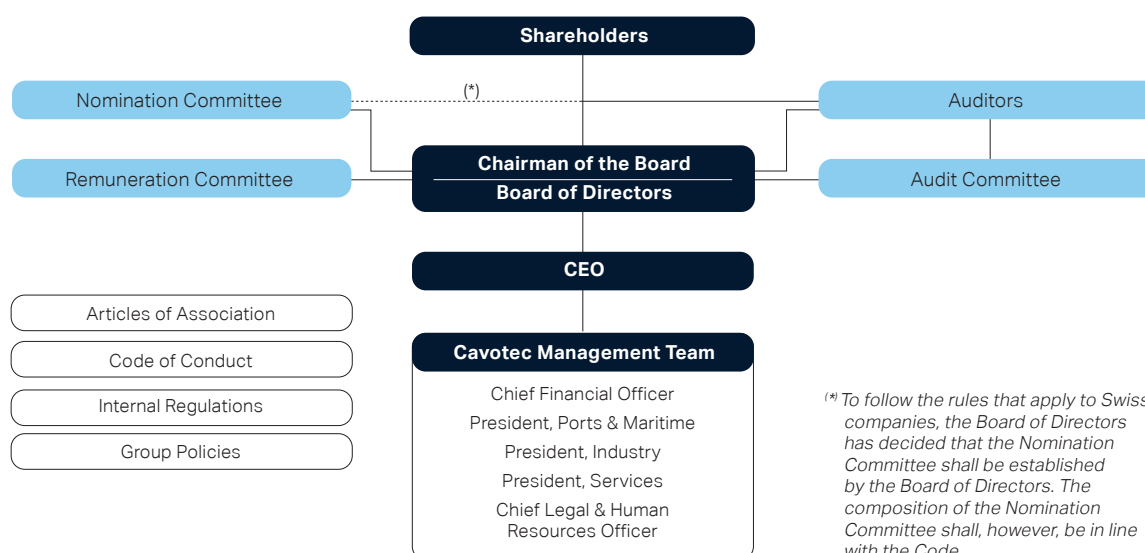 Shareholders
(*)
Nomination Committee
Auditors
Chairman of the Board
Board of Directors
Remuneration Committee
Audit Committee
CEO
Articles of Association
Code of Conduct
Internal Regulations
Group Policies
Cavotec Management Team
Chief Financial Officer
President, Ports & Maritime
President, Industry
President, Services
Chief Legal & Human
Resources Officer
(*) To follow the rules that apply to Swiss
companies, the Board of Directors
has decided that the Nomination
Committee shall be established
by the Board of Directors. The
composition of the Nomination
Committee shall, however, be in line
with the Code